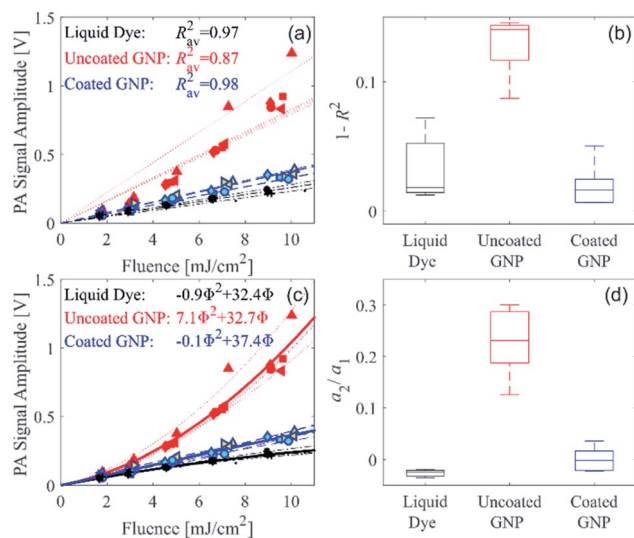 Liquid Dye: R²av=0.97 (a)
Uncoated GNP: R²av=0.87
Coated GNP: R²av=0.98
PA Signal Amplitude [V]
1.5
1
0.5
0
0 2 4 6 8 10
Fluence [mJ/cm²]
(b)
1- R²
0.1
0
Liquid Dye
Uncoated GNP
Coated GNP
Liquid Dye: -0.9Φ²+32.4Φ (c)
Uncoated GNP: 7.1Φ²+32.7Φ
Coated GNP: -0.1Φ²+37.4Φ
PA Signal Amplitude [V]
1.5
1
0.5
0
0 2 4 6 8 10
Fluence [mJ/cm²]
(d)
a₂/a₁
0.3
0.2
0.1
0
Liquid Dye
Uncoated GNP
Coated GNP